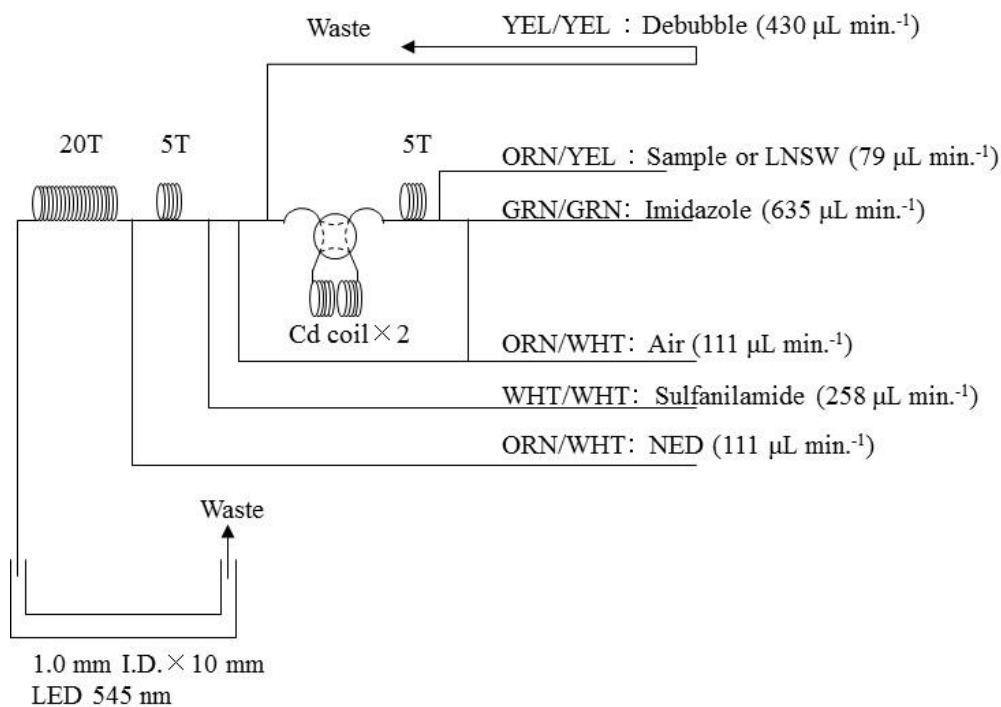 Waste
YEL/YEL : Debubble (430 μL min.⁻¹)
20T
5T
5T
ORN/YEL : Sample or LNSW (79 μL min.⁻¹)
GRN/GRN: Imidazole (635 μL min.⁻¹)
Cd coil×2
ORN/WHT: Air (111 μL min.⁻¹)
WHT/WHT: Sulfanilamide (258 μL min.⁻¹)
ORN/WHT: NED (111 μL min.⁻¹)
Waste
1.0 mm I.D.×10 mm
LED 545 nm